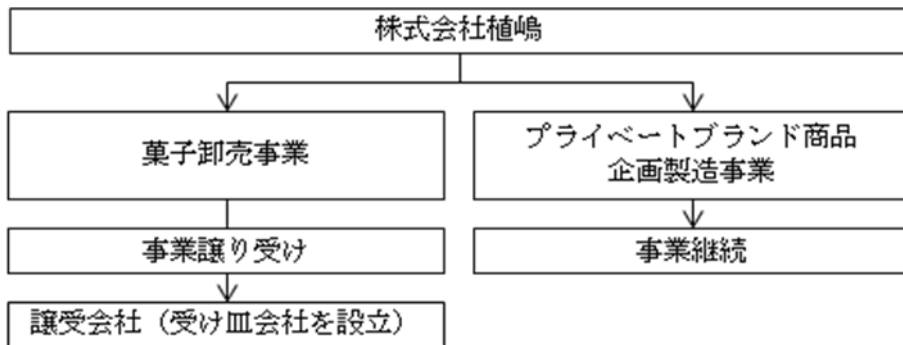 株式会社植嶋
菓子卸売事業
プライベートブランド商品
企画製造事業
事業譲り受け
事業継続
譲受会社（受け皿会社を設立）